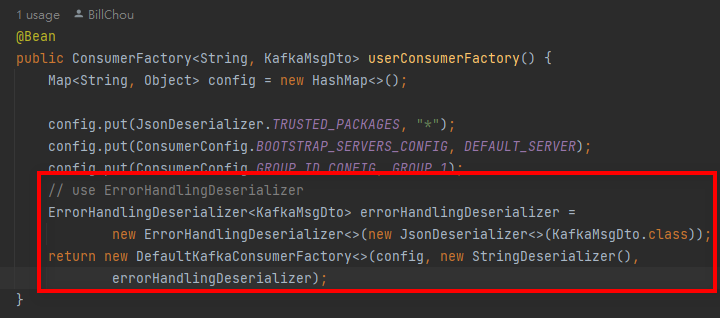 1 usage BillChou
@Bean
public ConsumerFactory<String, KafkaMsgDto> userConsumerFactory() {
Map<String, Object> config = new HashMap<>();
config.put(JsonDeserializer.TRUSTED_PACKAGES, "*");
config.put(ConsumerConfig.BOOTSTRAP_SERVERS_CONFIG, DEFAULT_SERVER);
config.put(ConsumerConfig.GROUP_ID_CONFIG, GROUP_1);
// use ErrorHandlingDeserializer
ErrorHandlingDeserializer<KafkaMsgDto> errorHandlingDeserializer =
new ErrorHandlingDeserializer<>(new JsonDeserializer<>(KafkaMsgDto.class));
return new DefaultKafkaConsumerFactory<>(config, new StringDeserializer(),
errorHandlingDeserializer);
}